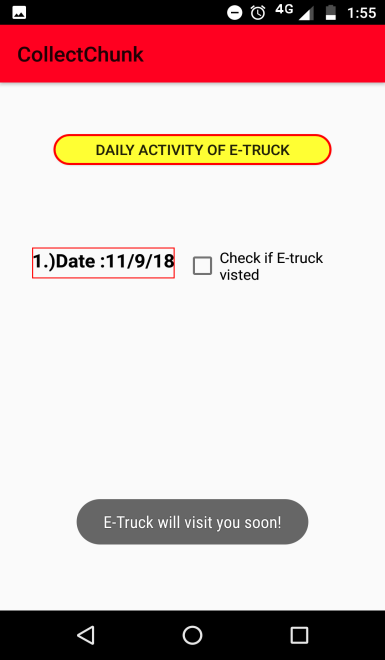 4G 1:55
CollectChunk
DAILY ACTIVITY OF E-TRUCK
1.)Date :11/9/18
Check if E-truck
visted
E-Truck will visit you soon!